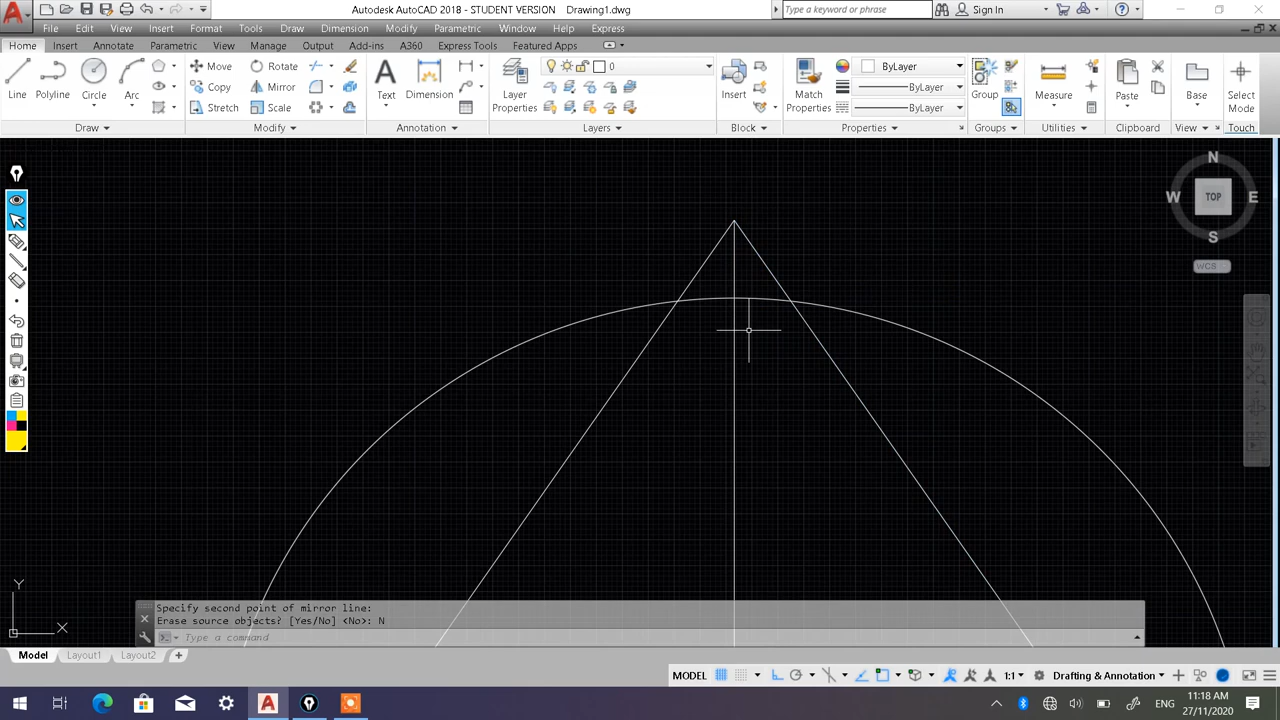 Autodesk AutoCAD 2018 - STUDENT VERSION Drawing1.dwg
Type a keyword or phrase
Sign In
File Edit View Insert Format Tools Draw Dimension Modify Parametric Window Help Express
Home Insert Annotate Parametric View Manage Output Add-ins A360 Express Tools Featured Apps
Line Polyline Circle Arc
Move Rotate
Copy Mirror
Stretch Scale
Text Dimension
Layer Properties
0
Insert
Match Properties
ByLayer
ByLayer
ByLayer
Group
Measure
Paste
Base
Select Mode
Draw Modify Annotation Layers Block Properties Groups Utilities Clipboard View Touch
N
W TOP E
S
WCS
Y
X
Specify second point of mirror line:
Erase source objects? [Yes/No] <No>: N
Type a command
Model Layout1 Layout2
MODEL 1:1 Drafting & Annotation
ENG
11:18 AM
27/11/2020